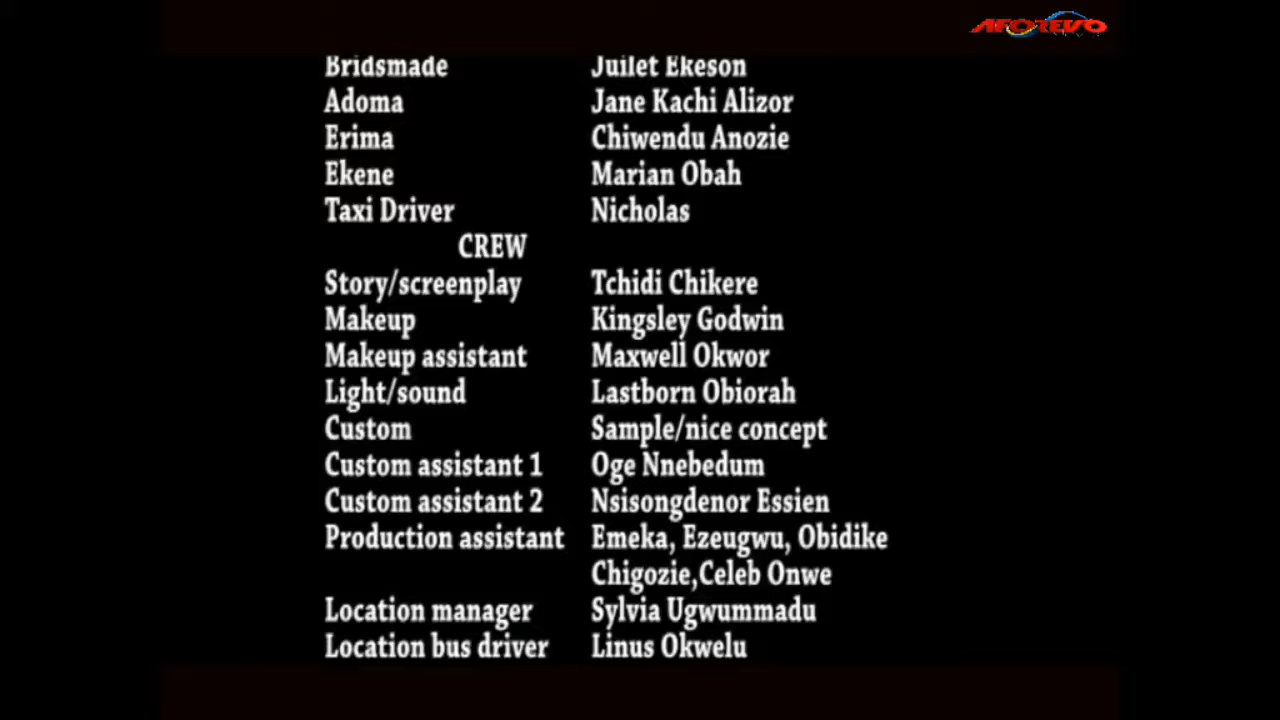 AFOREVO
Bridsmade Juilet Ekeson
Adoma Jane Kachi Alizor
Erima Chiwendu Anozie
Ekene Marian Obah
Taxi Driver Nicholas
CREW
Story/screenplay Tchidi Chikere
Makeup Kingsley Godwin
Makeup assistant Maxwell Okwor
Light/sound Lastborn Obiorah
Custom Sample/nice concept
Custom assistant 1 Oge Nnebedum
Custom assistant 2 Nsisongdenor Essien
Production assistant Emeka, Ezeugwu, Obidike
Chigozie,Celeb Onwe
Location manager Sylvia Ugwummadu
Location bus driver Linus Okwelu